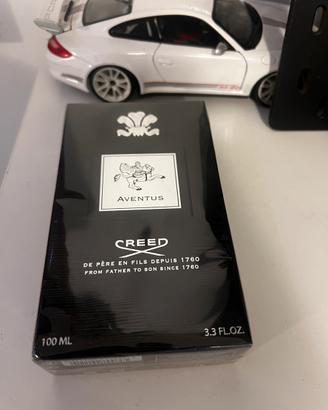 AVENTUS
CREED
DE PÈRE EN FILS DEPUIS 1760
FROM FATHER TO SON SINCE 1760
100 ML
3.3 FL.OZ.